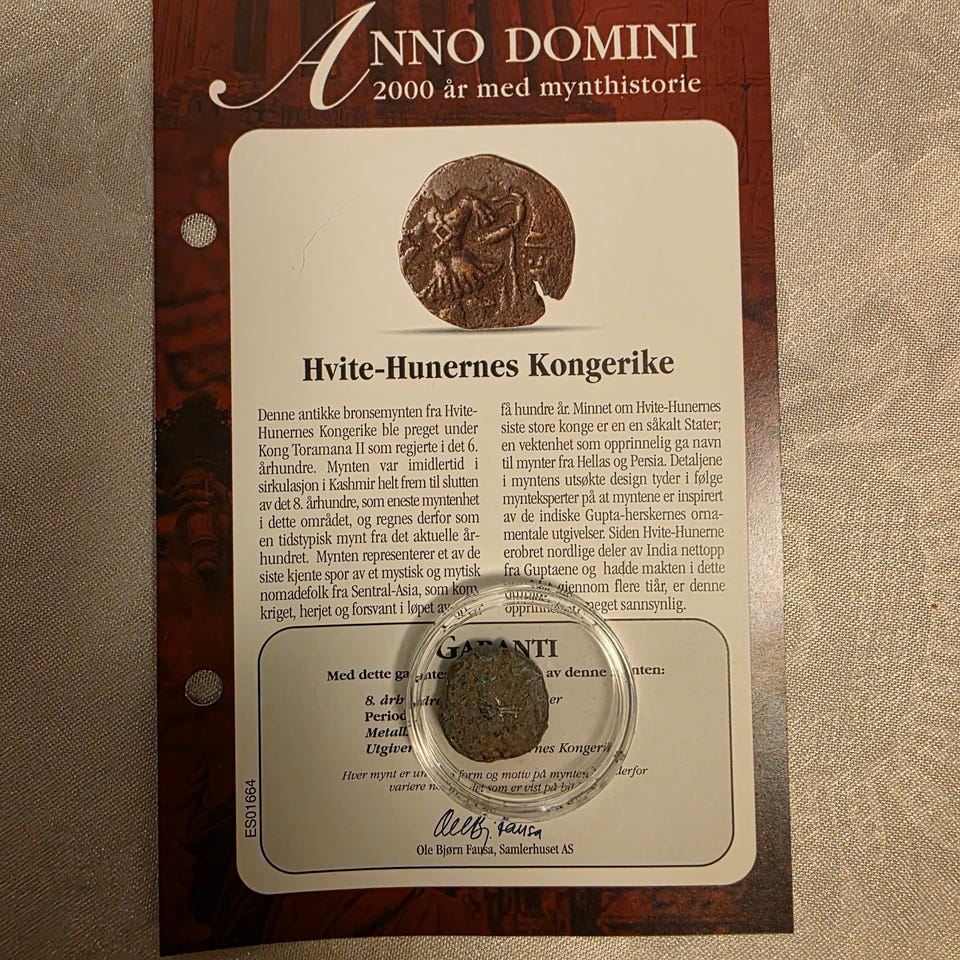 ANNO DOMINI
2000 år med mynthistorie
Hvite-Hunernes Kongerike
Denne antikke bronsemynten fra Hvite-
Hunernes Kongerike ble preget under
Kong Toramana II som regjerte i det 6.
århundre. Mynten var imidlertid i
sirkulasjon i Kashmir helt frem til slutten
av det 8. århundre, som eneste myntenhet
i dette området, og regnes derfor som
en tidstypisk mynt fra det aktuelle år-
hundret. Mynten representerer et av de
siste kjente spor av et mystisk og mytisk
nomadefolk fra Sentral-Asia, som kom,
kriget, herjet og forsvant i løpet av
få hundre år. Minnet om Hvite-Hunernes
siste store konge er en en såkalt Stater;
en vektenhet som opprinnelig ga navn
til mynter fra Hellas og Persia. Detaljene
i myntens utsøkte design tyder i følge
mynteksperter på at myntene er inspirert
av de indiske Gupta-herskernes orna-
mentale utgivelser. Siden Hvite-Hunerne
erobret nordlige deler av India nettopp
fra Guptaene og hadde makten i dette
gjennom flere tiår, er denne
meget sannsynlig.
GARANTI
Med dette av denne mynten:
8.
Period
Metall
Utgiver Kongerik
Hver mynt er form og motiv på mynten derfor
variere som er vist på
Ole Bjørn Fausa, Samlerhuset AS
ES01664